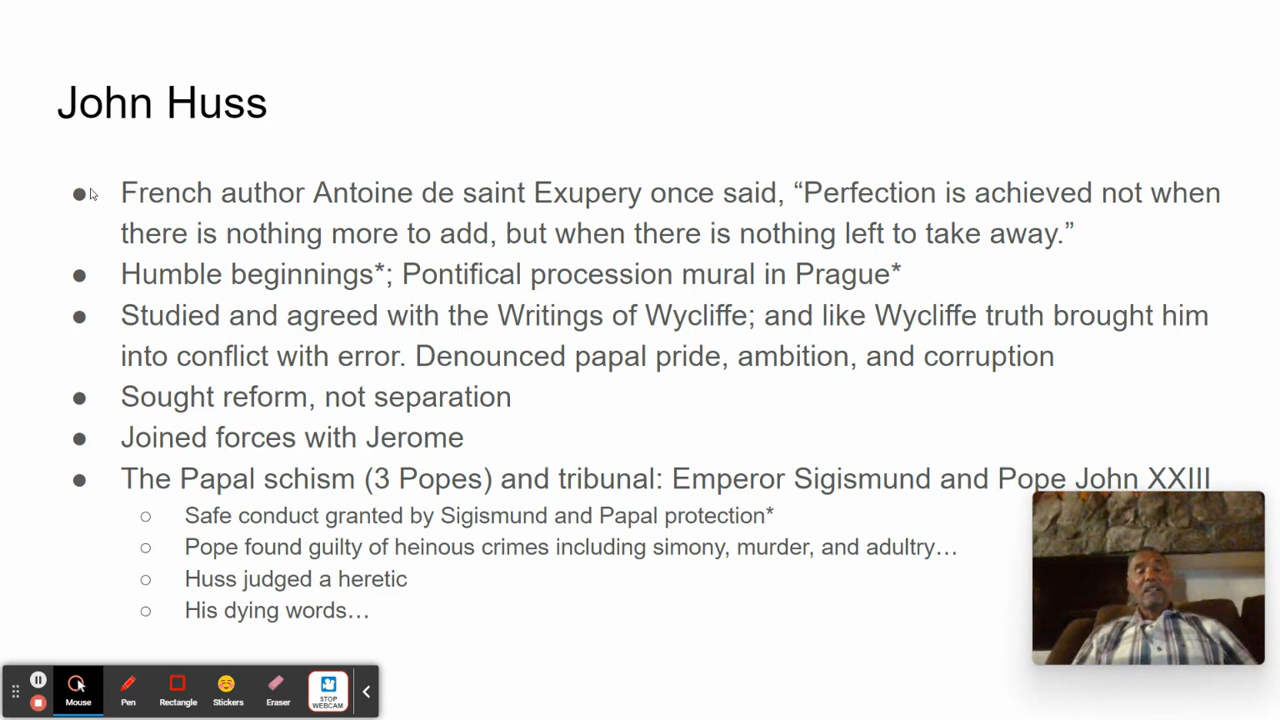 John Huss
French author Antoine de saint Exupery once said, “Perfection is achieved not when
there is nothing more to add, but when there is nothing left to take away.”
Humble beginnings*; Pontifical procession mural in Prague*
Studied and agreed with the Writings of Wycliffe; and like Wycliffe truth brought him
into conflict with error. Denounced papal pride, ambition, and corruption
Sought reform, not separation
Joined forces with Jerome
The Papal schism (3 Popes) and tribunal: Emperor Sigismund and Pope John XXIII
Safe conduct granted by Sigismund and Papal protection*
Pope found guilty of heinous crimes including simony, murder, and adultry…
Huss judged a heretic
His dying words…
Mouse
Pen
Rectangle
Stickers
Eraser
STOP
WEBCAM